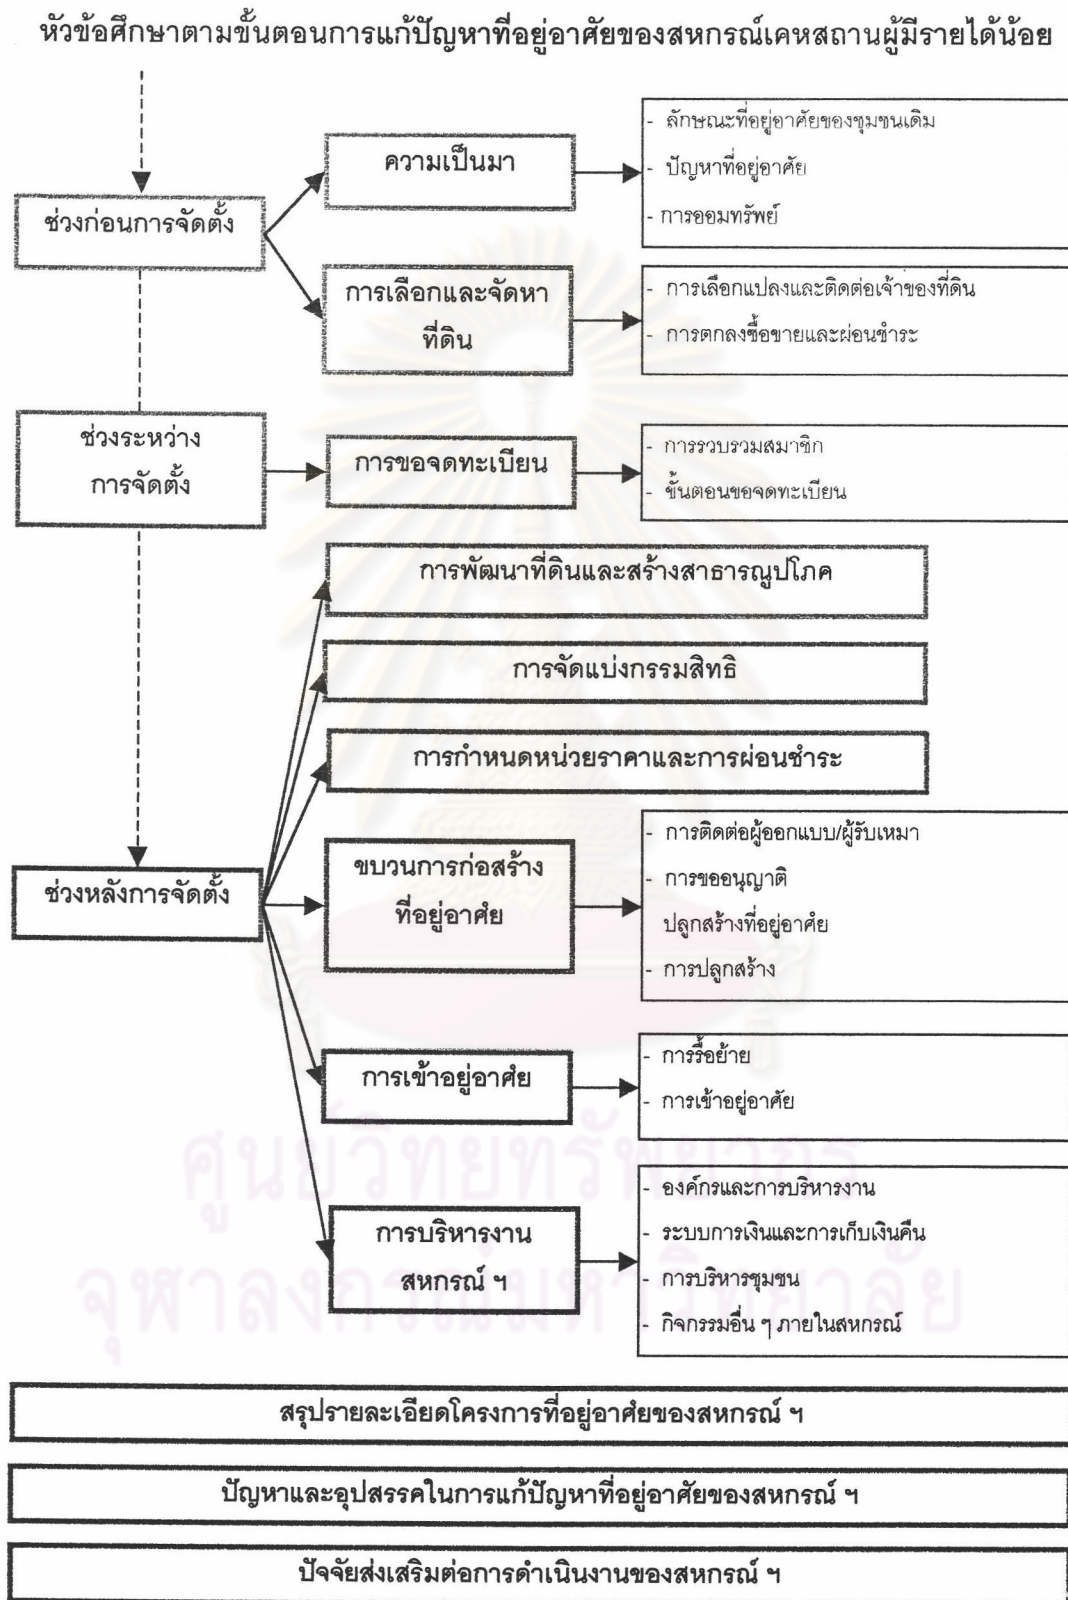 หัวข้อศึกษาตามขั้นตอนการแก้ปัญหาที่อยู่อาศัยของสหกรณ์เคหสถานผู้มีรายได้น้อย
ช่วงก่อนการจัดตั้ง
ความเป็นมา
- ลักษณะที่อยู่อาศัยของชุมชนเดิม
- ปัญหาที่อยู่อาศัย
- การออมทรัพย์
การเลือกและจัดหา
ที่ดิน
- การเลือกแปลงและติดต่อเจ้าของที่ดิน
- การตกลงซื้อขายและผ่อนชำระ
ช่วงระหว่าง
การจัดตั้ง
การขอจดทะเบียน
- การรวบรวมสมาชิก
- ขั้นตอนขอจดทะเบียน
การพัฒนาที่ดินและสร้างสาธารณูปโภค
การจัดแบ่งกรรมสิทธิ
การกำหนดหน่วยราคาและการผ่อนชำระ
ช่วงหลังการจัดตั้ง
ขบวนการก่อสร้าง
ที่อยู่อาศัย
- การติดต่อผู้ออกแบบ/ผู้รับเหมา
- การขออนุญาติ
ปลูกสร้างที่อยู่อาศัย
- การปลูกสร้าง
การเข้าอยู่อาศัย
- การรื้อย้าย
- การเข้าอยู่อาศัย
การบริหารงาน
สหกรณ์ ฯ
- องค์กรและการบริหารงาน
- ระบบการเงินและการเก็บเงินคืน
- การบริหารชุมชน
- กิจกรรมอื่น ๆ ภายในสหกรณ์
ศูนย์วิทยทรัพยากร
จุฬาลงกรณ์มหาวิทยาลัย
สรุปรายละเอียดโครงการที่อยู่อาศัยของสหกรณ์ ฯ
ปัญหาและอุปสรรคในการแก้ปัญหาที่อยู่อาศัยของสหกรณ์ ฯ
ปัจจัยส่งเสริมต่อการดำเนินงานของสหกรณ์ ฯ